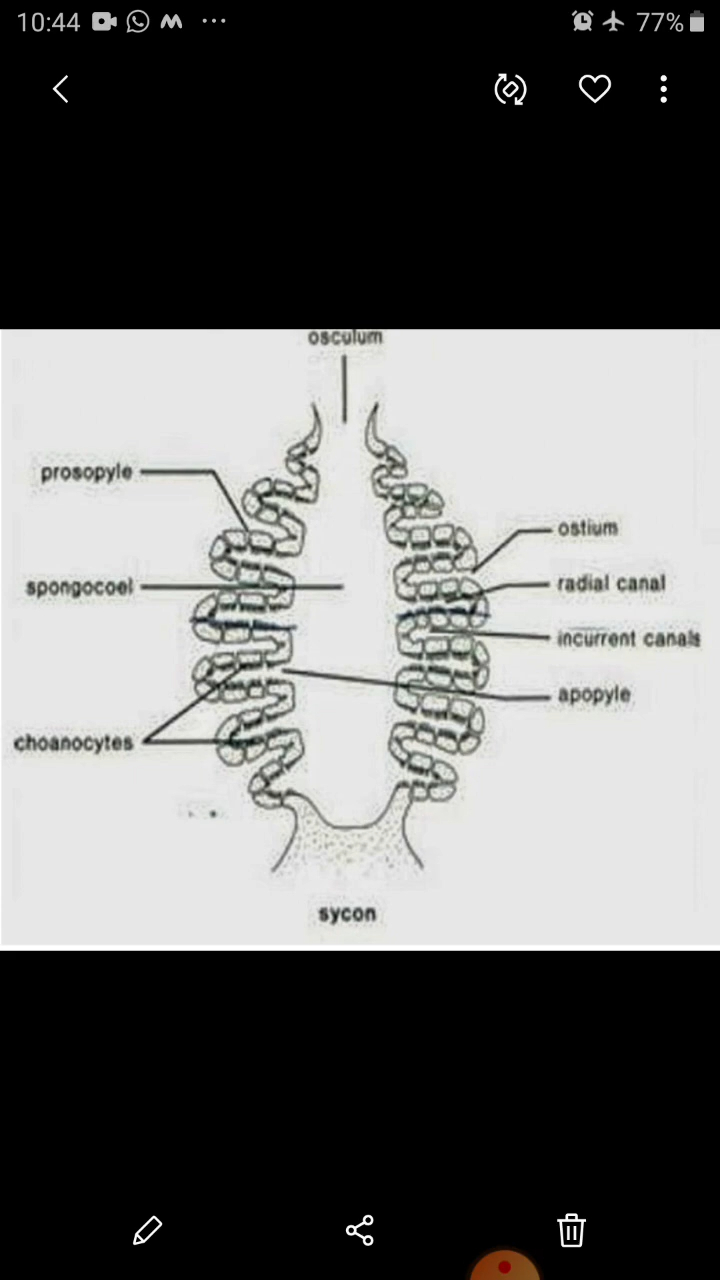 10:44
77%
osculum
prosopyle
ostium
spongocoel
radial canal
incurrent canals
apopyle
choanocytes
sycon